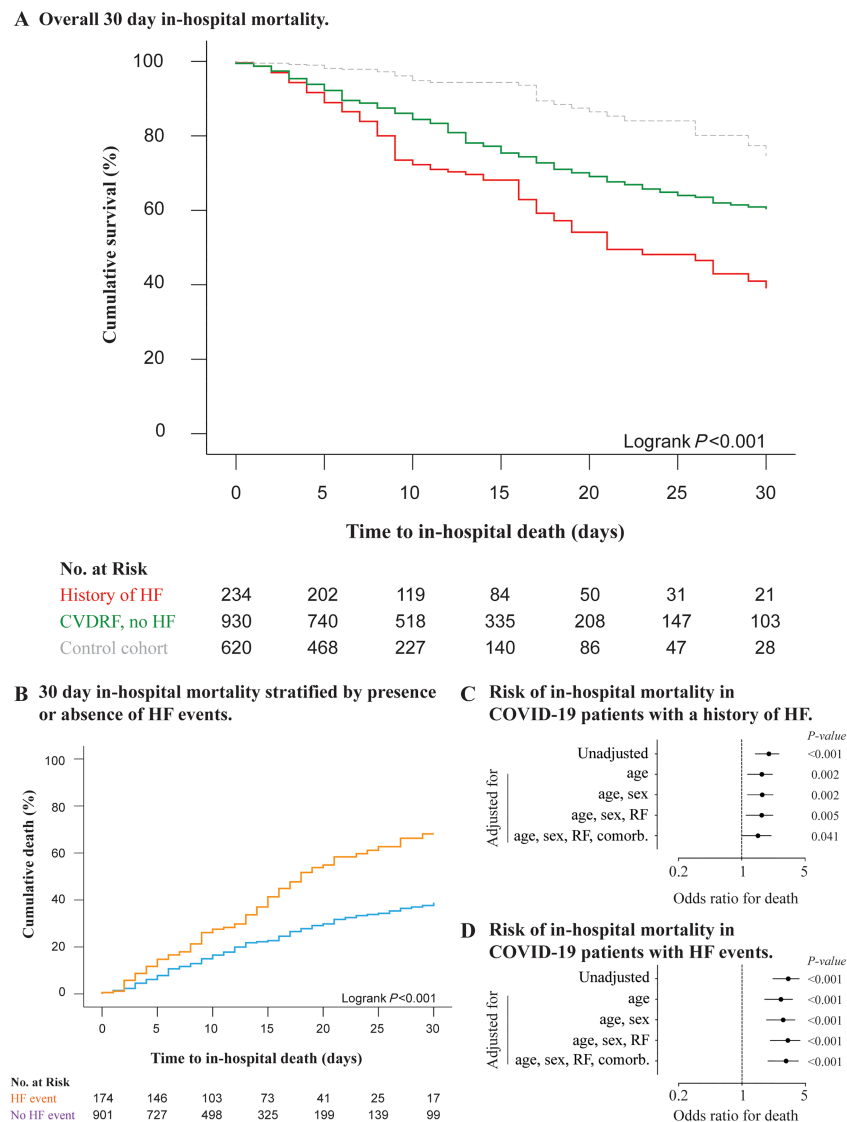 A Overall 30 day in-hospital mortality.
100
80
60
40
20
0
Cumulative survival (%)
Logrank P<0.001
0 5 10 15 20 25 30
Time to in-hospital death (days)
No. at Risk
History of HF 234 202 119 84 50 31 21
CVDRF, no HF 930 740 518 335 208 147 103
Control cohort 620 468 227 140 86 47 28
B 30 day in-hospital mortality stratified by presence
or absence of HF events.
100
80
60
40
20
0
Cumulative death (%)
Logrank P<0.001
0 5 10 15 20 25 30
Time to in-hospital death (days)
No. at Risk
HF event 174 146 103 73 41 25 17
No HF event 901 727 498 325 199 139 99
C Risk of in-hospital mortality in
COVID-19 patients with a history of HF.
P-value
Unadjusted <0.001
Adjusted for
age 0.002
age, sex 0.002
age, sex, RF 0.005
age, sex, RF, comorb. 0.041
0.2 1 5
Odds ratio for death
D Risk of in-hospital mortality in
COVID-19 patients with HF events.
P-value
Unadjusted <0.001
Adjusted for
age <0.001
age, sex <0.001
age, sex, RF <0.001
age, sex, RF, comorb. <0.001
0.2 1 5
Odds ratio for death